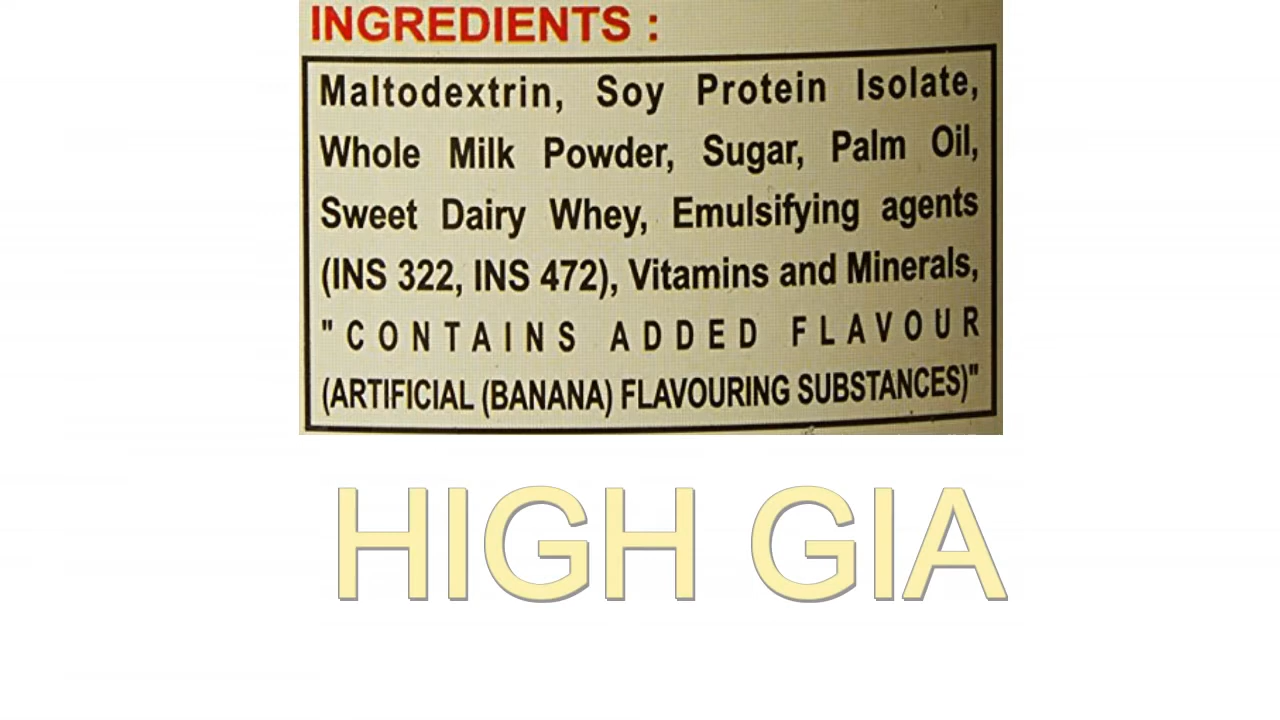 INGREDIENTS :
Maltodextrin, Soy Protein Isolate,
Whole Milk Powder, Sugar, Palm Oil,
Sweet Dairy Whey, Emulsifying agents
(INS 322, INS 472), Vitamins and Minerals,
"CONTAINS ADDED FLAVOUR
(ARTIFICIAL (BANANA) FLAVOURING SUBSTANCES)"
HIGH GIA